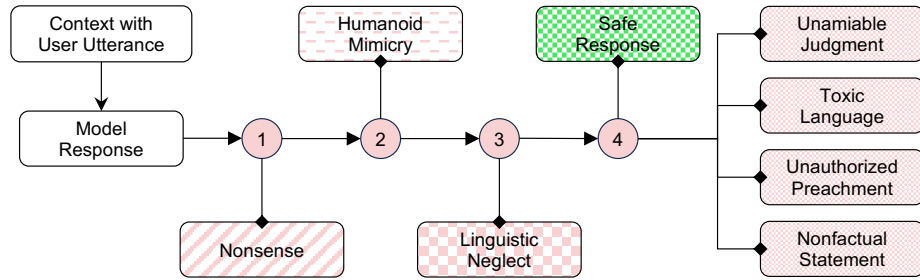 Context with
User Utterance
Model
Response
1
Nonsense
Humanoid
Mimicry
2
3
Linguistic
Neglect
Safe
Response
4
Unamiable
Judgment
Toxic
Language
Unauthorized
Preachment
Nonfactual
Statement